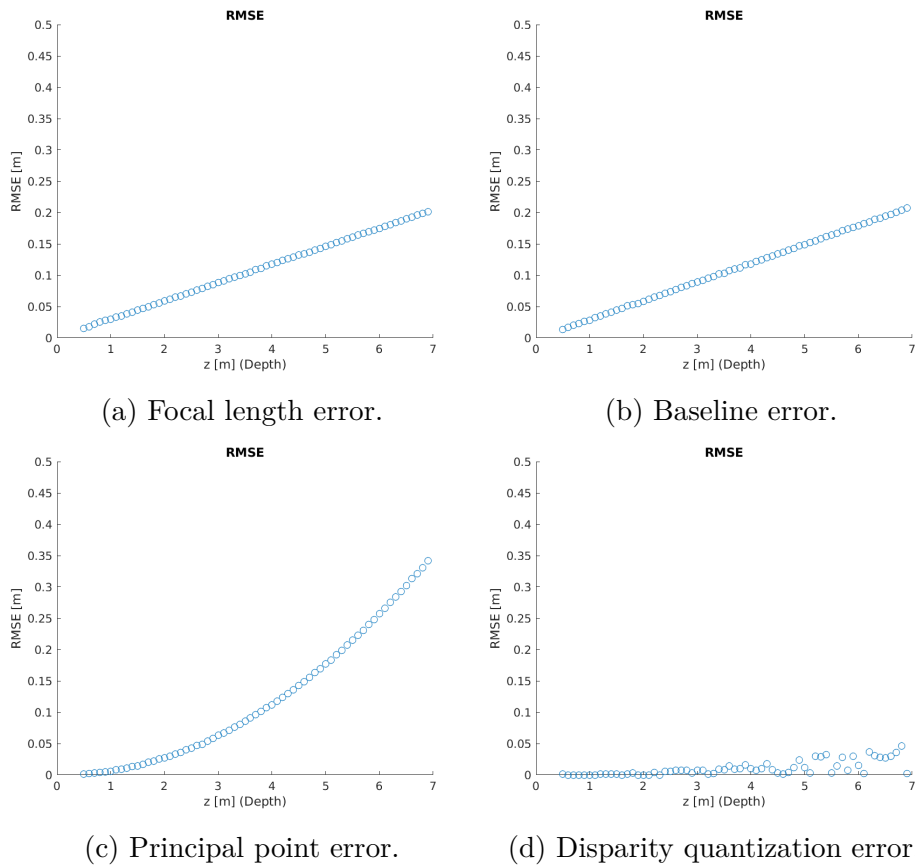 RMSE
0.5
0.45
0.4
0.35
0.3
0.25
0.2
0.15
0.1
0.05
0
RMSE [m]
0 1 2 3 4 5 6 7
z [m] (Depth)
(a) Focal length error.
RMSE
0.5
0.45
0.4
0.35
0.3
0.25
0.2
0.15
0.1
0.05
0
RMSE [m]
0 1 2 3 4 5 6 7
z [m] (Depth)
(b) Baseline error.
RMSE
0.5
0.45
0.4
0.35
0.3
0.25
0.2
0.15
0.1
0.05
0
RMSE [m]
0 1 2 3 4 5 6 7
z [m] (Depth)
(c) Principal point error.
RMSE
0.5
0.45
0.4
0.35
0.3
0.25
0.2
0.15
0.1
0.05
0
RMSE [m]
0 1 2 3 4 5 6 7
z [m] (Depth)
(d) Disparity quantization error